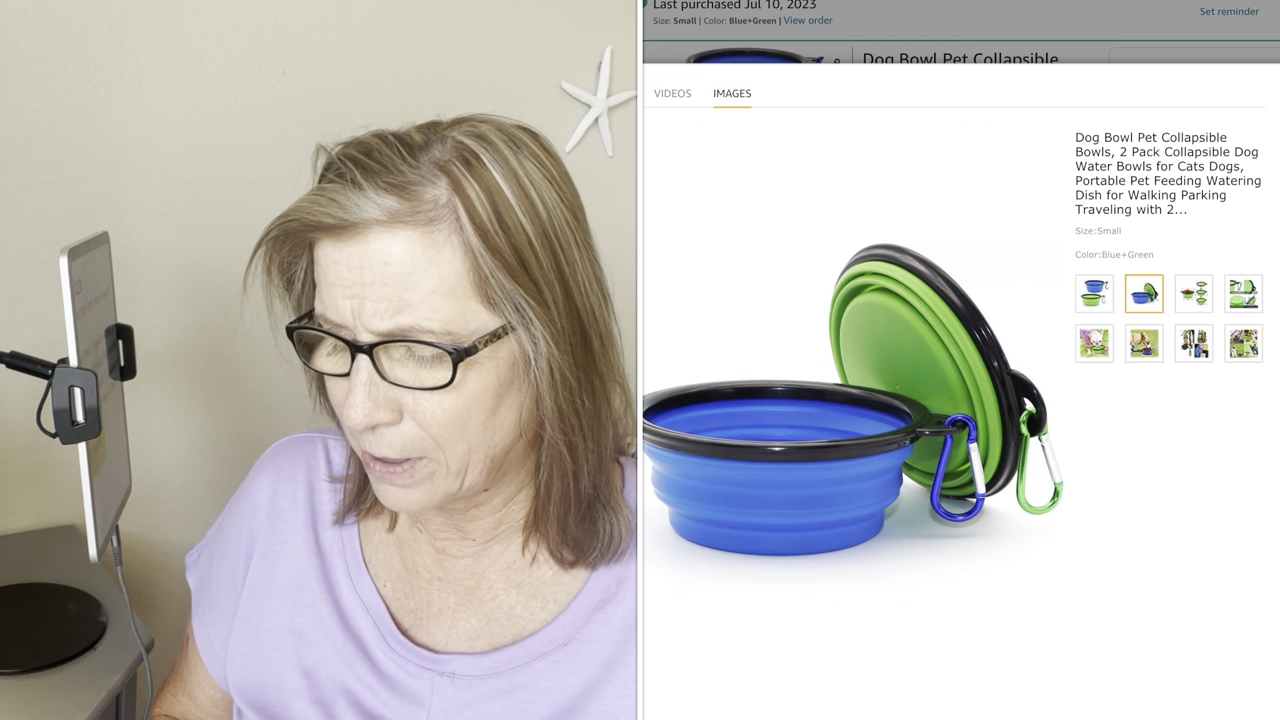 Last purchased Jul 10, 2023
Size: Small | Color: Blue+Green | View order
Set reminder
Dog Bowl Pet Collapsible
VIDEOS
IMAGES
Dog Bowl Pet Collapsible
Bowls, 2 Pack Collapsible Dog
Water Bowls for Cats Dogs,
Portable Pet Feeding Watering
Dish for Walking Parking
Traveling with 2...
Size:Small
Color:Blue+Green